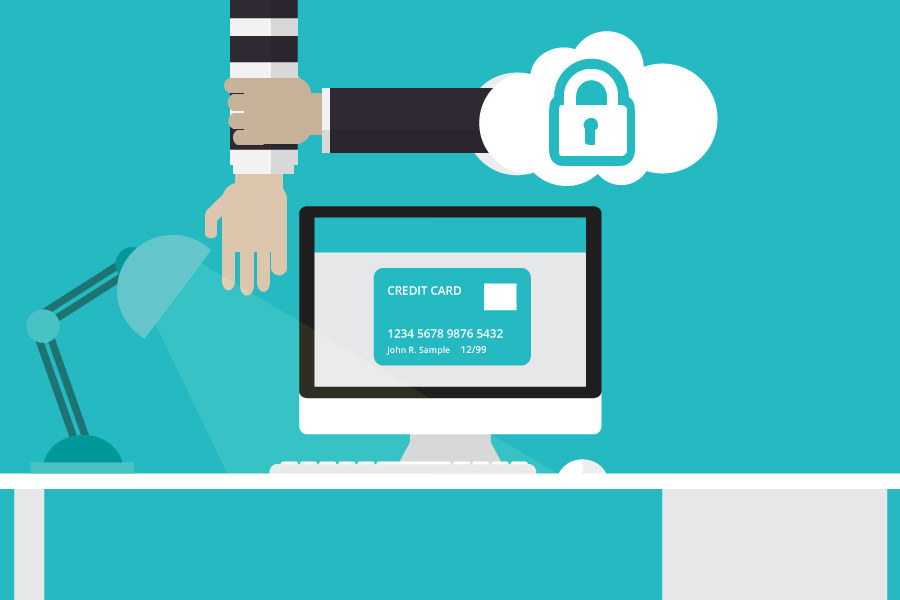 CREDIT CARD
1234 5678 9876 5432
John R. Sample 12/99